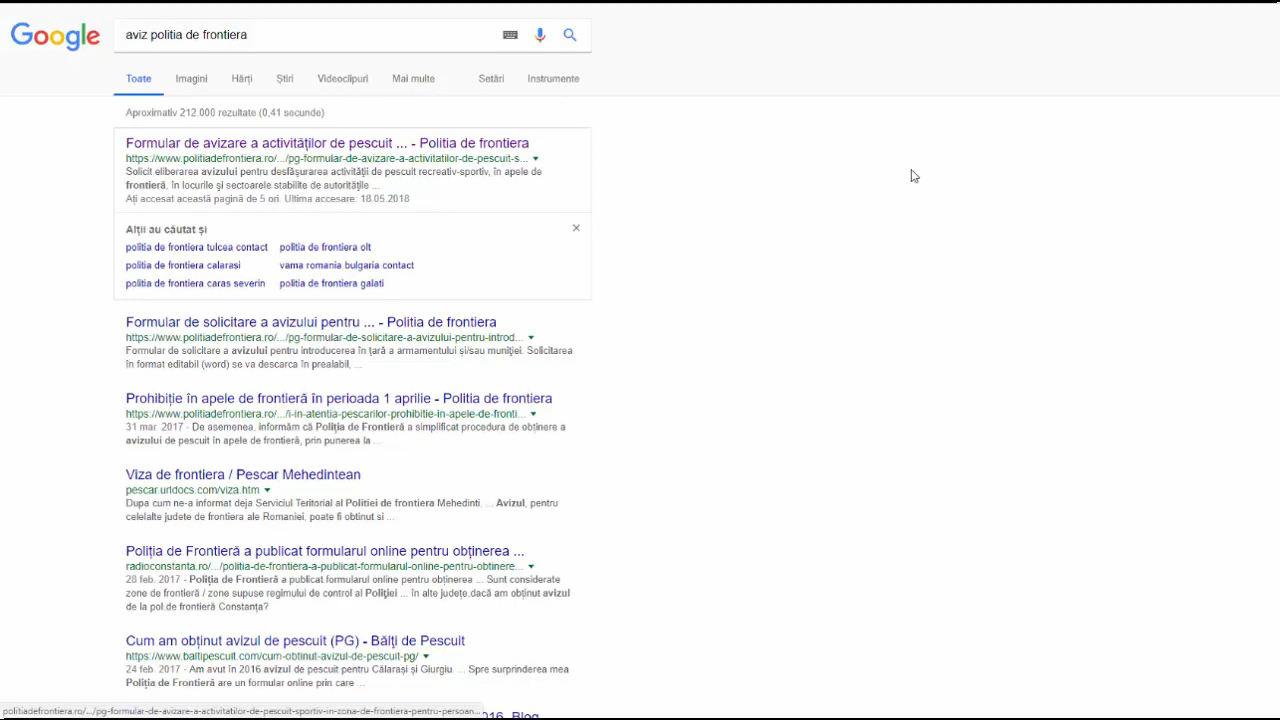 Google
aviz politia de frontiera
Toate Imagini Hărți Știri Videoclipuri Mai multe Setări Instrumente
Aproximativ 212.000 rezultate (0,41 secunde)
Formular de avizare a activităților de pescuit ... - Politia de frontiera
https://www.politiadefrontiera.ro/.../pg-formular-de-avizare-a-activitatilor-de-pescuit-s...
Solicit eliberarea avizului pentru desfășurarea activității de pescuit recreativ-sportiv, în apele de
frontieră, în locurile și sectoarele stabilite de autoritățile ...
Ați accesat această pagină de 5 ori. Ultima accesare: 18.05.2018
Alții au căutat și
politia de frontiera tulcea contact politia de frontiera olt
politia de frontiera calarasi vama romania bulgaria contact
politia de frontiera caras severin politia de frontiera galati
Formular de solicitare a avizului pentru ... - Politia de frontiera
https://www.politiadefrontiera.ro/.../pg-formular-de-solicitare-a-avizului-pentru-introd...
Formular de solicitare a avizului pentru introducerea în țară a armamentului și/sau muniției. Solicitarea
în format editabil (word) se va descarca în prealabil, ...
Prohibiție în apele de frontieră în perioada 1 aprilie - Politia de frontiera
https://www.politiadefrontiera.ro/.../i-in-atentia-pescarilor-prohibitie-in-apele-de-fronti...
31 mar. 2017 - De asemenea, informăm că Poliția de Frontieră a simplificat procedura de obținere a
avizului de pescuit în apele de frontieră, prin punerea la ...
Viza de frontiera / Pescar Mehedintean
pescar.urldocs.com/viza.htm
Dupa cum ne-a informat deja Serviciul Teritorial al Politiei de frontiera Mehedinti. ... Avizul, pentru
celelalte judete de frontiera ale Romaniei, poate fi obtinut si ...
Poliția de Frontieră a publicat formularul online pentru obținerea ...
radioconstanta.ro/.../politia-de-frontiera-a-publicat-formularul-online-pentru-obtinere...
28 feb. 2017 - Poliția de Frontieră a publicat formularul online pentru obținerea ... Sunt considerate
zone de frontieră / zone supuse regimului de control al Poliției ... în alte județe,dacă am obținut avizul
de la pol.de frontieră Constanța?
Cum am obținut avizul de pescuit (PG) - Bălți de Pescuit
https://www.baltipescuit.com/cum-obtinut-avizul-de-pescuit-pg/
24 feb. 2017 - Am avut în 2016 avizul de pescuit pentru Călarași și Giurgiu. ... Spre surprinderea mea
Poliția de Frontieră are un formular online prin care ...
politiadefrontiera.ro/.../pg-formular-de-avizare-a-activitatilor-de-pescuit-sportiv-in-zona-de-frontiera-pentru-persoan...